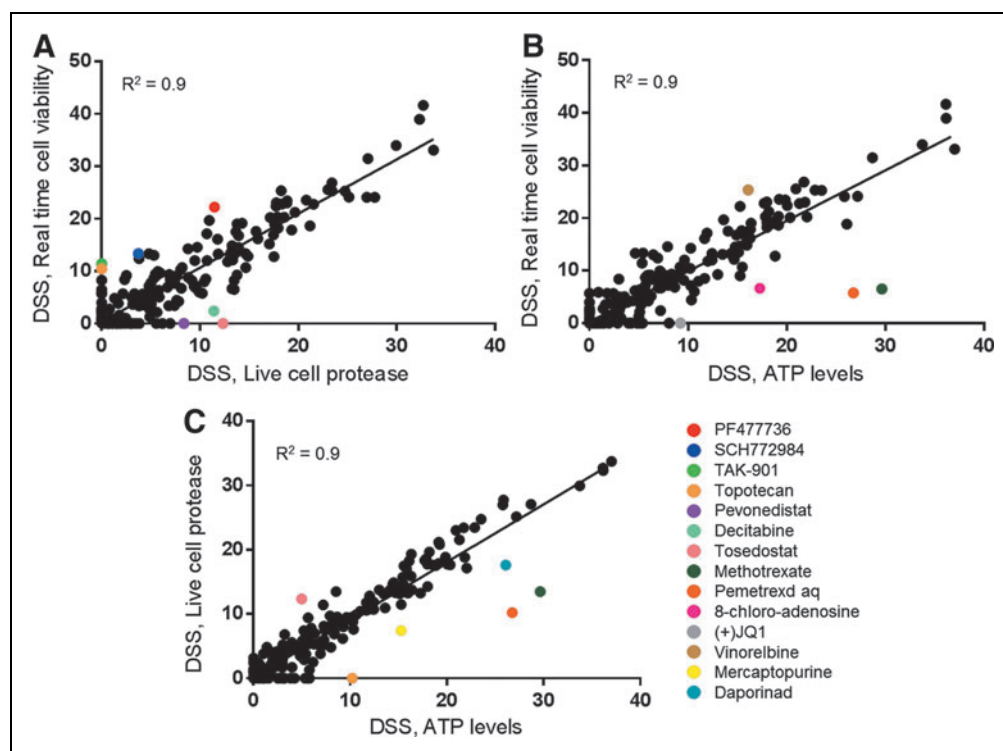 A
B
R² = 0.9
R² = 0.9
DSS, Real time cell viability
50
40
30
20
10
0
0
10
20
30
40
DSS, Live cell protease
DSS, Real time cell viability
50
40
30
20
10
0
0
10
20
30
40
DSS, ATP levels
C
R² = 0.9
DSS, Live cell protease
40
30
20
10
0
0
10
20
30
40
DSS, ATP levels
PF477736
SCH772984
TAK-901
Topotecan
Pevonedistat
Decitabine
Tosedostat
Methotrexate
Pemetrexd aq
8-chloro-adenosine
(+)JQ1
Vinorelbine
Mercaptopurine
Daporinad